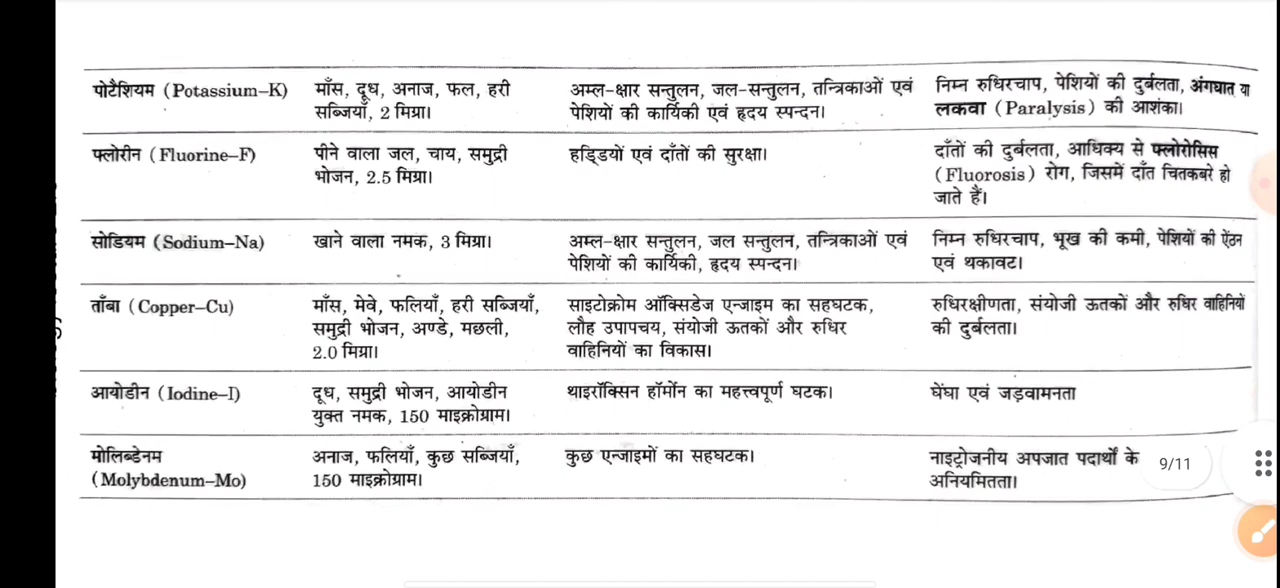 पोटैशियम (Potassium–K)
माँस, दूध, अनाज, फल, हरी
सब्जियाँ, 2 मिग्रा।
अम्ल-क्षार सन्तुलन, जल-सन्तुलन, तन्त्रिकाओं एवं
पेशियों की कार्यिकी एवं हृदय स्पन्दन।
निम्न रुधिरचाप, पेशियों की दुर्बलता, अंगघात या
लकवा (Paralysis) की आशंका।
फ्लोरीन (Fluorine–F)
पीने वाला जल, चाय, समुद्री
भोजन, 2.5 मिग्रा।
हड्डियों एवं दाँतों की सुरक्षा।
दाँतों की दुर्बलता, आधिक्य से फ्लोरोसिस
(Fluorosis) रोग, जिसमें दाँत चितकबरे हो
जाते हैं।
सोडियम (Sodium–Na)
खाने वाला नमक, 3 मिग्रा।
अम्ल-क्षार सन्तुलन, जल सन्तुलन, तन्त्रिकाओं एवं
पेशियों की कार्यिकी, हृदय स्पन्दन।
निम्न रुधिरचाप, भूख की कमी, पेशियों की ऐंठन
एवं थकावट।
ताँबा (Copper–Cu)
माँस, मेवे, फलियाँ, हरी सब्जियाँ,
समुद्री भोजन, अण्डे, मछली,
2.0 मिग्रा।
साइटोक्रोम ऑक्सिडेज एन्जाइम का सहघटक,
लौह उपापचय, संयोजी ऊतकों और रुधिर
वाहिनियों का विकास।
रुधिरक्षीणता, संयोजी ऊतकों और रुधिर वाहिनियों
की दुर्बलता।
आयोडीन (Iodine–I)
दूध, समुद्री भोजन, आयोडीन
युक्त नमक, 150 माइक्रोग्राम।
थाइरॉक्सिन हॉर्मोन का महत्त्वपूर्ण घटक।
घेंघा एवं जड़वामनता
मोलिब्डेनम
(Molybdenum–Mo)
अनाज, फलियाँ, कुछ सब्जियाँ,
150 माइक्रोग्राम।
कुछ एन्जाइमों का सहघटक।
नाइट्रोजनीय अपजात पदार्थों के
अनियमितता।
9/11